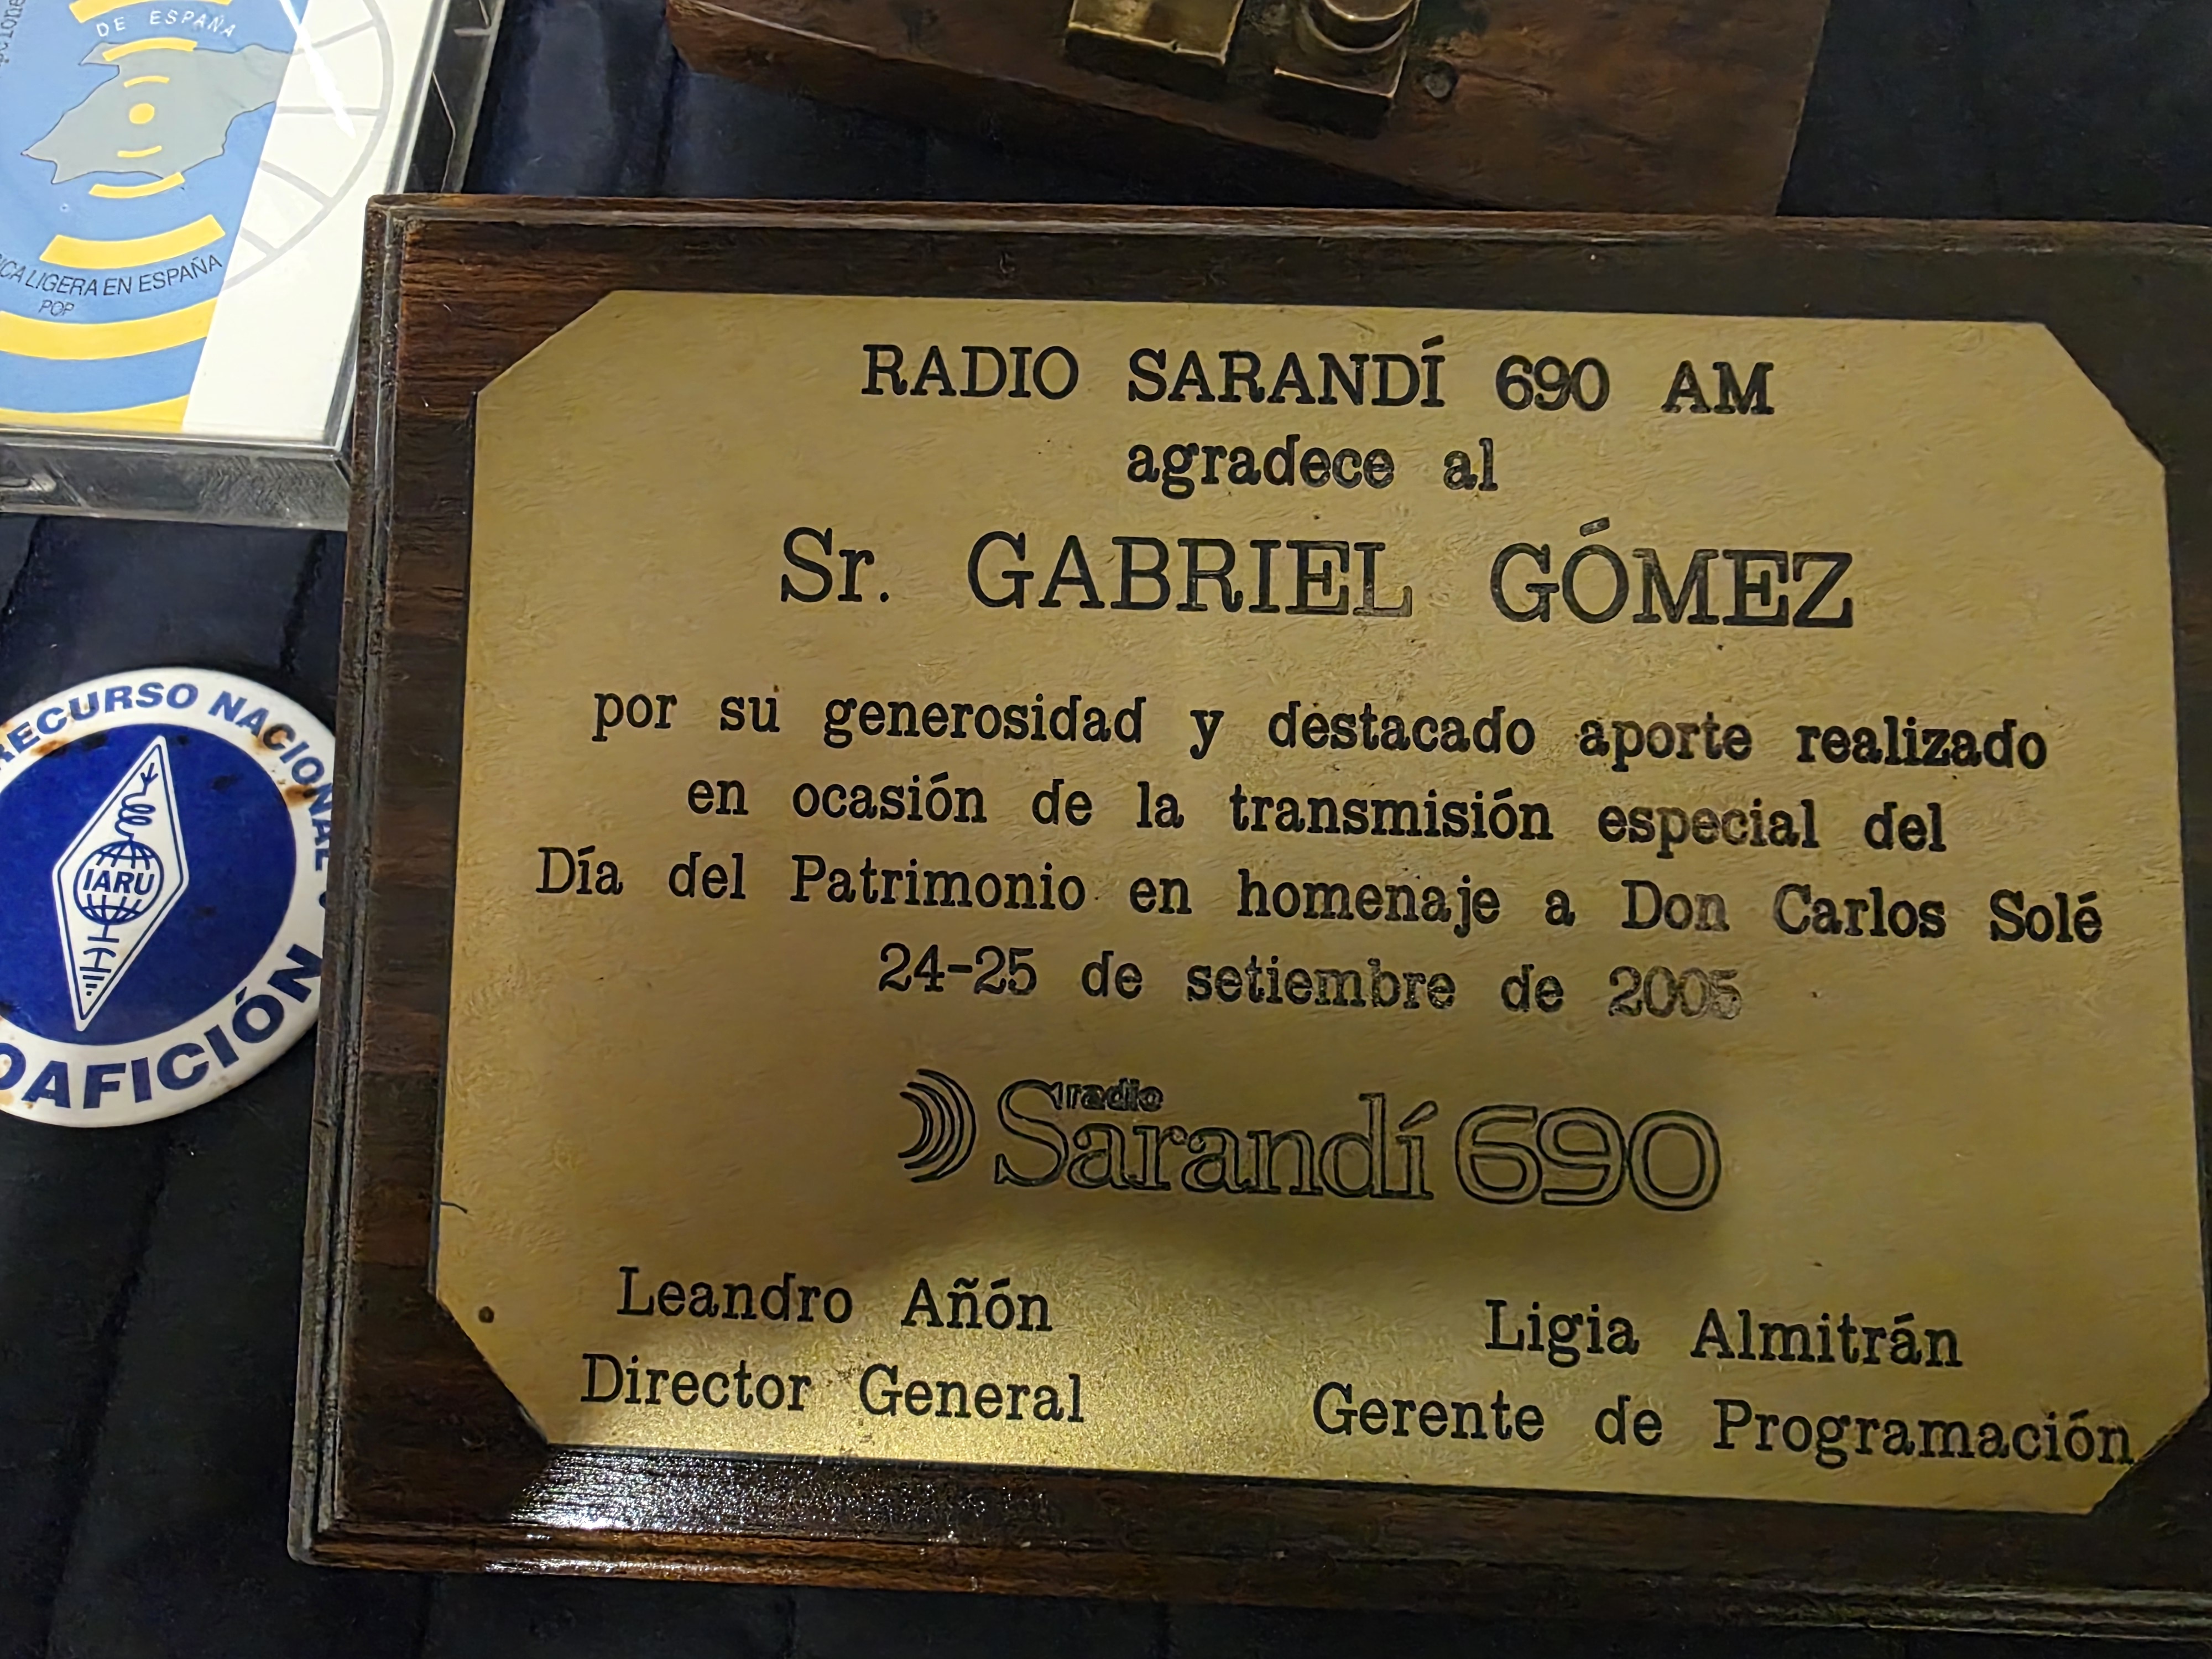 DE ESPAÑA
ICA LIGERA EN ESPAÑA
POP
RADIO SARANDÍ 690 AM
agradece al
Sr. GABRIEL GÓMEZ
por su generosidad y destacado aporte realizado
en ocasión de la transmisión especial del
Día del Patrimonio en homenaje a Don Carlos Solé
24-25 de setiembre de 2005
radio
Sarandí 690
Leandro Añón
Director General
Ligia Almitrán
Gerente de Programación
RECURSO NACIONAL
IARU
OAFICIÓN